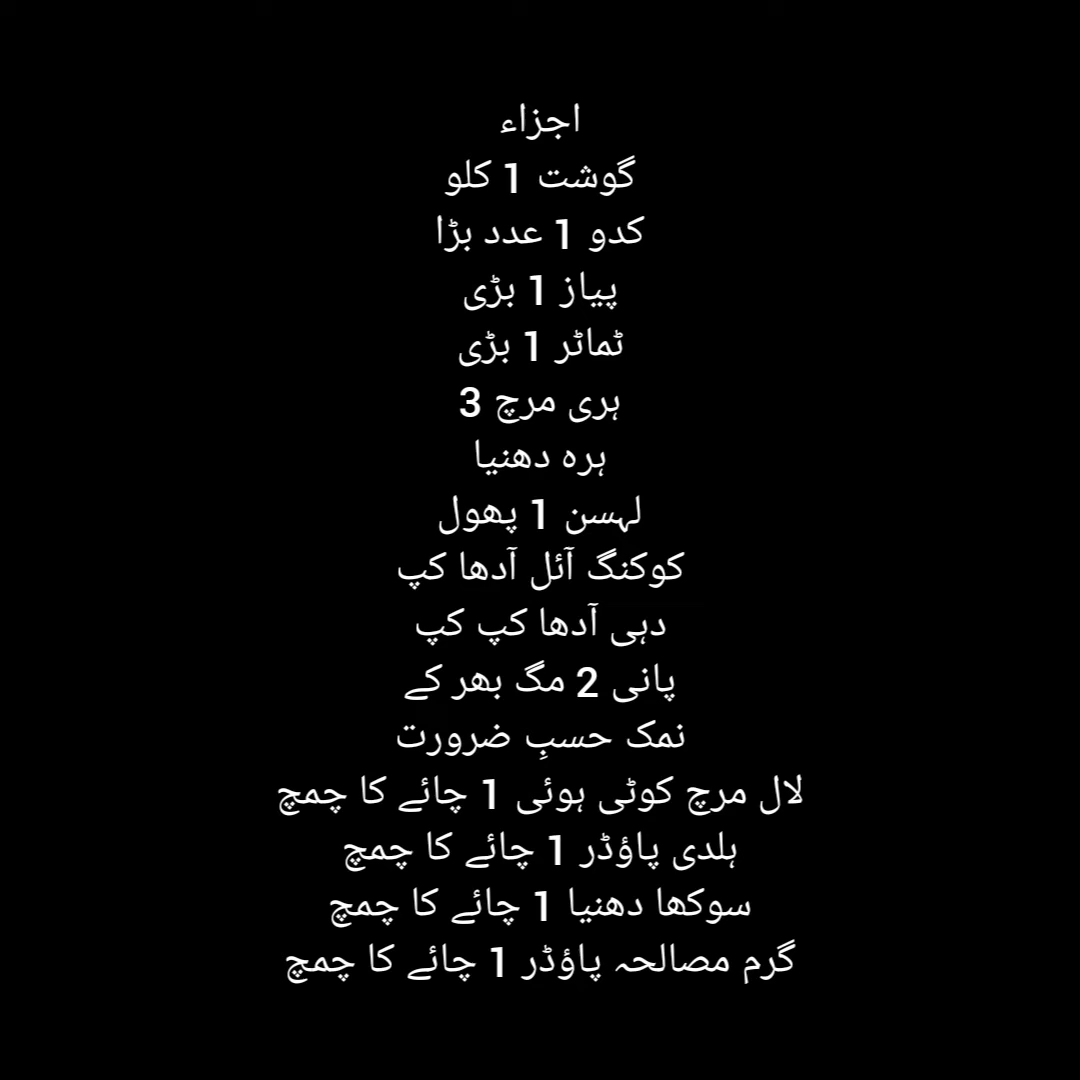 اجزاء
گوشت 1 کلو
کدو 1 عدد بڑا
پیاز 1 بڑی
ٹماٹر 1 بڑی
ہری مرچ 3
ہرہ دھنیا
لہسن 1 پھول
کوکنگ آئل آدھا کپ
دہی آدھا کپ کپ
پانی 2 مگ بھر کے
نمک حسبِ ضرورت
لال مرچ کوٹی ہوئی 1 چائے کا چمچ
ہلدی پاؤڈر 1 چائے کا چمچ
سوکھا دھنیا 1 چائے کا چمچ
گرم مصالحہ پاؤڈر 1 چائے کا چمچ